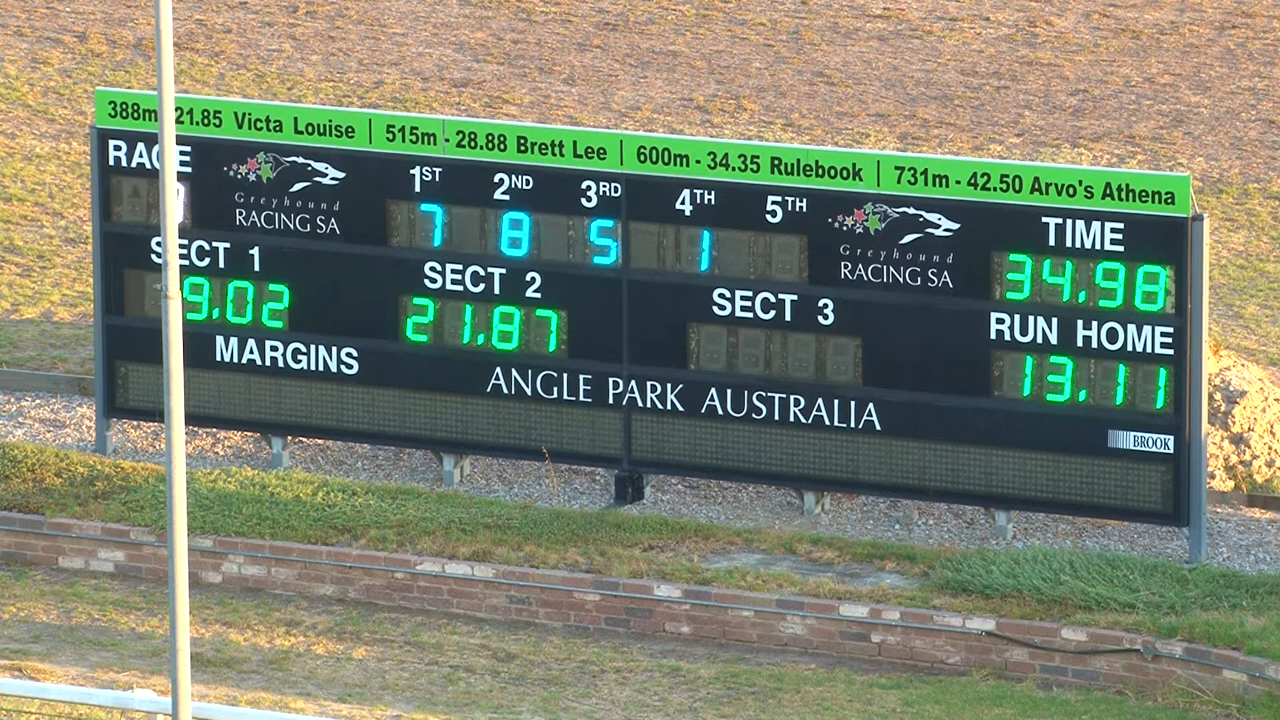 388m 21.85 Victa Louise | 515m - 28.88 Brett Lee | 600m - 34.35 Rulebook | 731m - 42.50 Arvo's Athena
RACE
1ST 2ND 3RD 4TH 5TH
7 8 5 1
Greyhound
RACING SA
Greyhound
RACING SA
TIME
34.98
SECT 1
9.02
SECT 2
21.87
SECT 3
RUN HOME
13.11
MARGINS
ANGLE PARK AUSTRALIA
BROOK